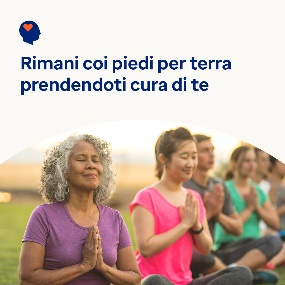 Rimani coi piedi per terra
prendendoti cura di te